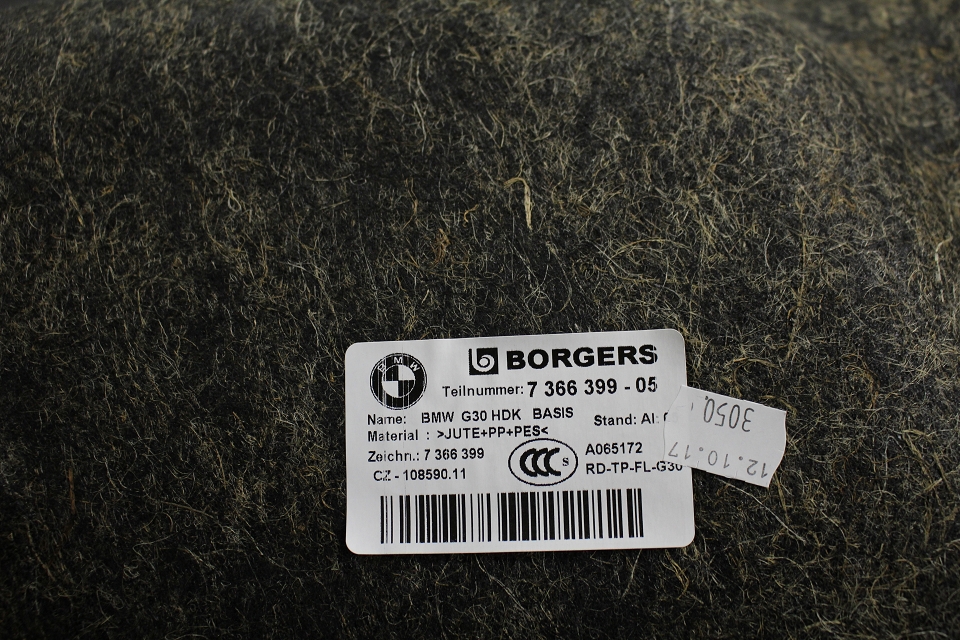 BMW
BORGERS
Teilnummer: 7 366 399 - 05
Name: BMW G30 HDK BASIS
Stand: AI:
Material : >JUTE+PP+PES<
Zeichn.: 7 366 399
A065172
CZ - 108590.11
CCC S
RD-TP-FL-G30
3050.
12.10.17